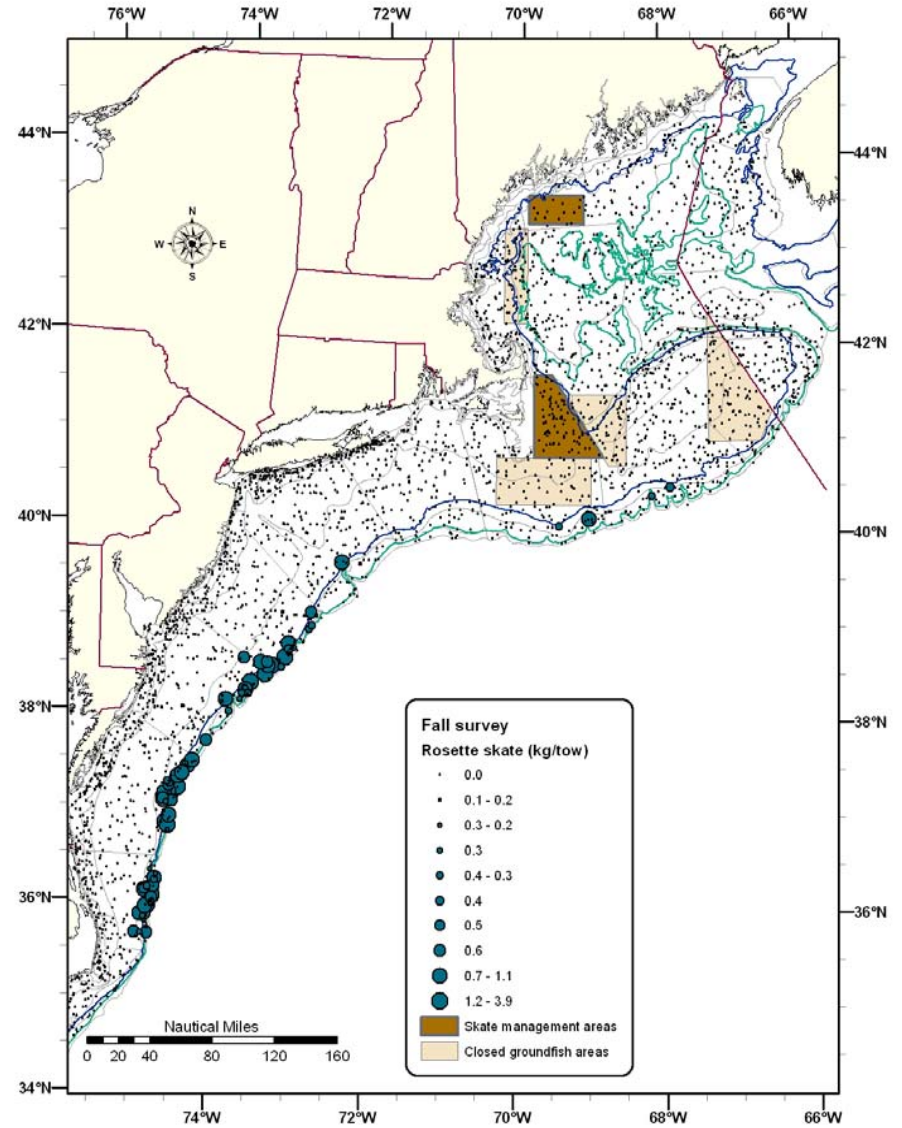 76°W 74°W 72°W 70°W 68°W 66°W
44°N 44°N
N
W E
S
42°N 42°N
40°N 40°N
38°N 38°N
Fall survey
Rosette skate (kg/tow)
0.0
0.1 - 0.2
0.3 - 0.2
0.3
0.4 - 0.3
0.4
0.5
0.6
0.7 - 1.1
1.2 - 3.9
Skate management areas
Closed groundfish areas
36°N 36°N
Nautical Miles
0 20 40 80 120 160
34°N
74°W 72°W 70°W 68°W 66°W